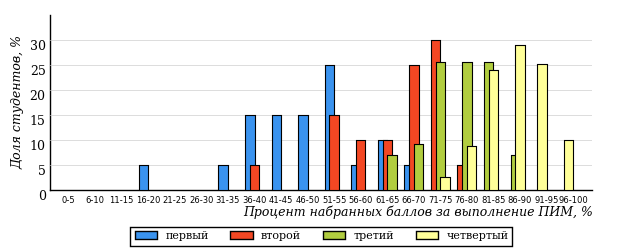 Доля студентов, %
30
25
20
15
10
5
0
0-5 6-10 11-15 16-20 21-25 26-30 31-35 36-40 41-45 46-50 51-55 56-60 61-65 66-70 71-75 76-80 81-85 86-90 91-95 96-100
Процент набранных баллов за выполнение ПИМ, %
первый второй третий четвертый